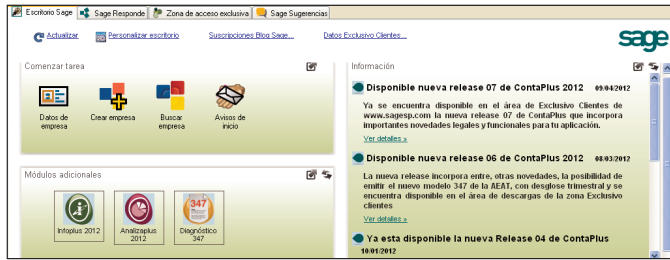 Escritorio Sage
Sage Responde
Zona de acceso exclusiva
Sage Sugerencias
Actualizar
Personalizar escritorio
Suscripciones Blog Sage...
Datos Exclusivo Clientes...
sage
Comenzar tarea
Datos de
empresa
Crear empresa
Buscar
empresa
Avisos de
inicio
Módulos adicionales
Infoplus 2012
Analizaplus
2012
347
Diagnóstico
347
Información
Disponible nueva release 07 de ContaPlus 2012 09/04/2012
Ya se encuentra disponible en el área de Exclusivo Clientes de
www.sagesp.com la nueva release 07 de ContaPlus que incorpora
importantes novedades legales y funcionales para tu aplicación.
Ver detalles »
Disponible nueva release 06 de ContaPlus 2012 08/03/2012
La nueva release incorpora entre, otras novedades, la posibilidad de
emitir el nuevo modelo 347 de la AEAT, con desglose trimestral y se
encuentra disponible en el área de descargas de la zona Exclusivo
clientes
Ver detalles »
Ya esta disponible la nueva Release 04 de ContaPlus
10/01/2012